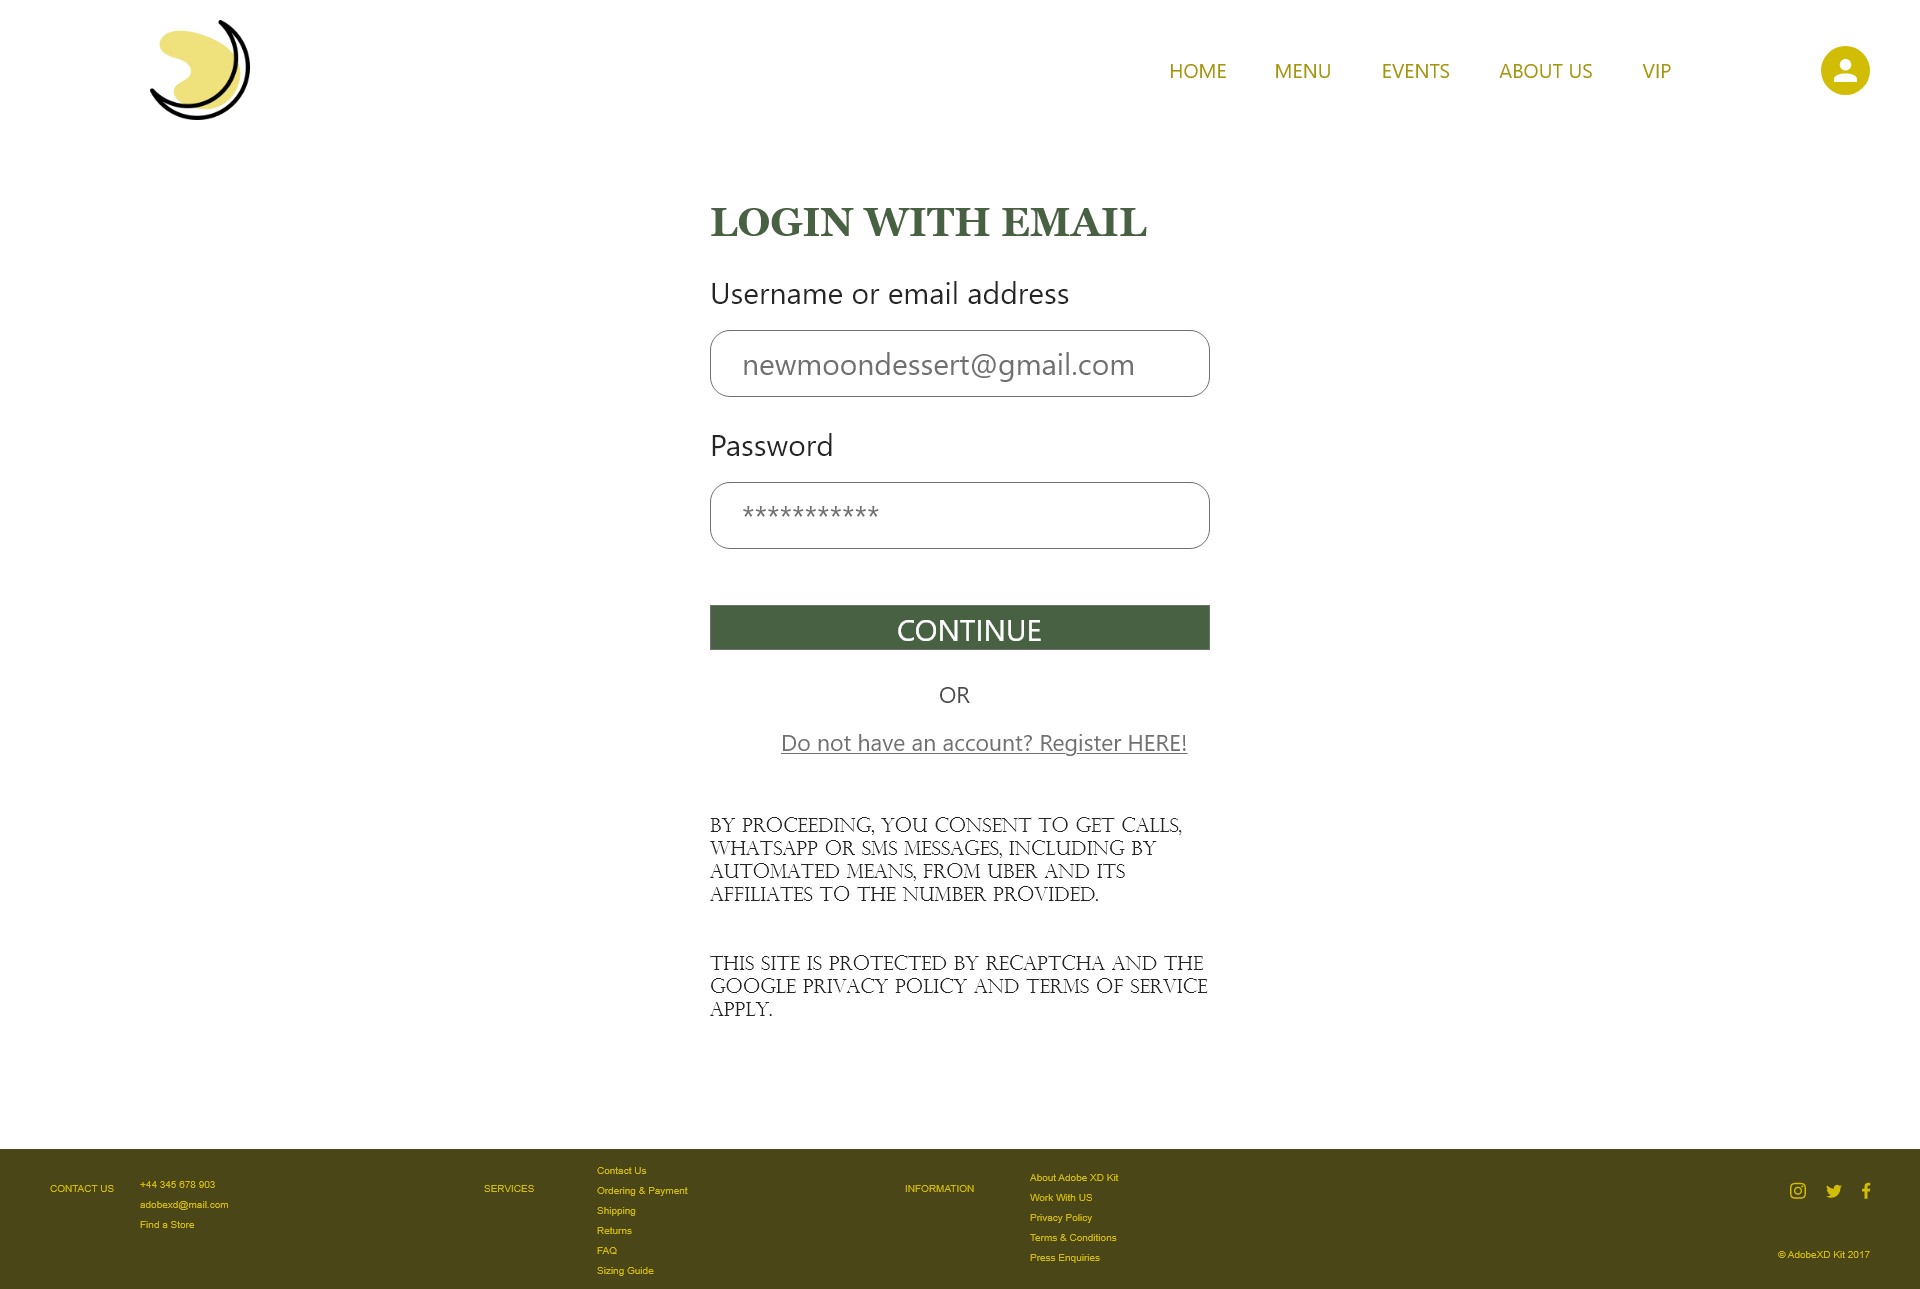 HOME MENU EVENTS ABOUT US VIP
LOGIN WITH EMAIL
Username or email address
newmoondessert@gmail.com
Password
***********
CONTINUE
OR
Do not have an account? Register HERE!
BY PROCEEDING, YOU CONSENT TO GET CALLS,
WHATSAPP OR SMS MESSAGES, INCLUDING BY
AUTOMATED MEANS, FROM UBER AND ITS
AFFILIATES TO THE NUMBER PROVIDED.
THIS SITE IS PROTECTED BY RECAPTCHA AND THE
GOOGLE PRIVACY POLICY AND TERMS OF SERVICE
APPLY.
CONTACT US
+44 345 678 903
adobexd@mail.com
Find a Store
SERVICES
Contact Us
Ordering & Payment
Shipping
Returns
FAQ
Sizing Guide
INFORMATION
About Adobe XD Kit
Work With US
Privacy Policy
Terms & Conditions
Press Enquiries
© AdobeXD Kit 2017